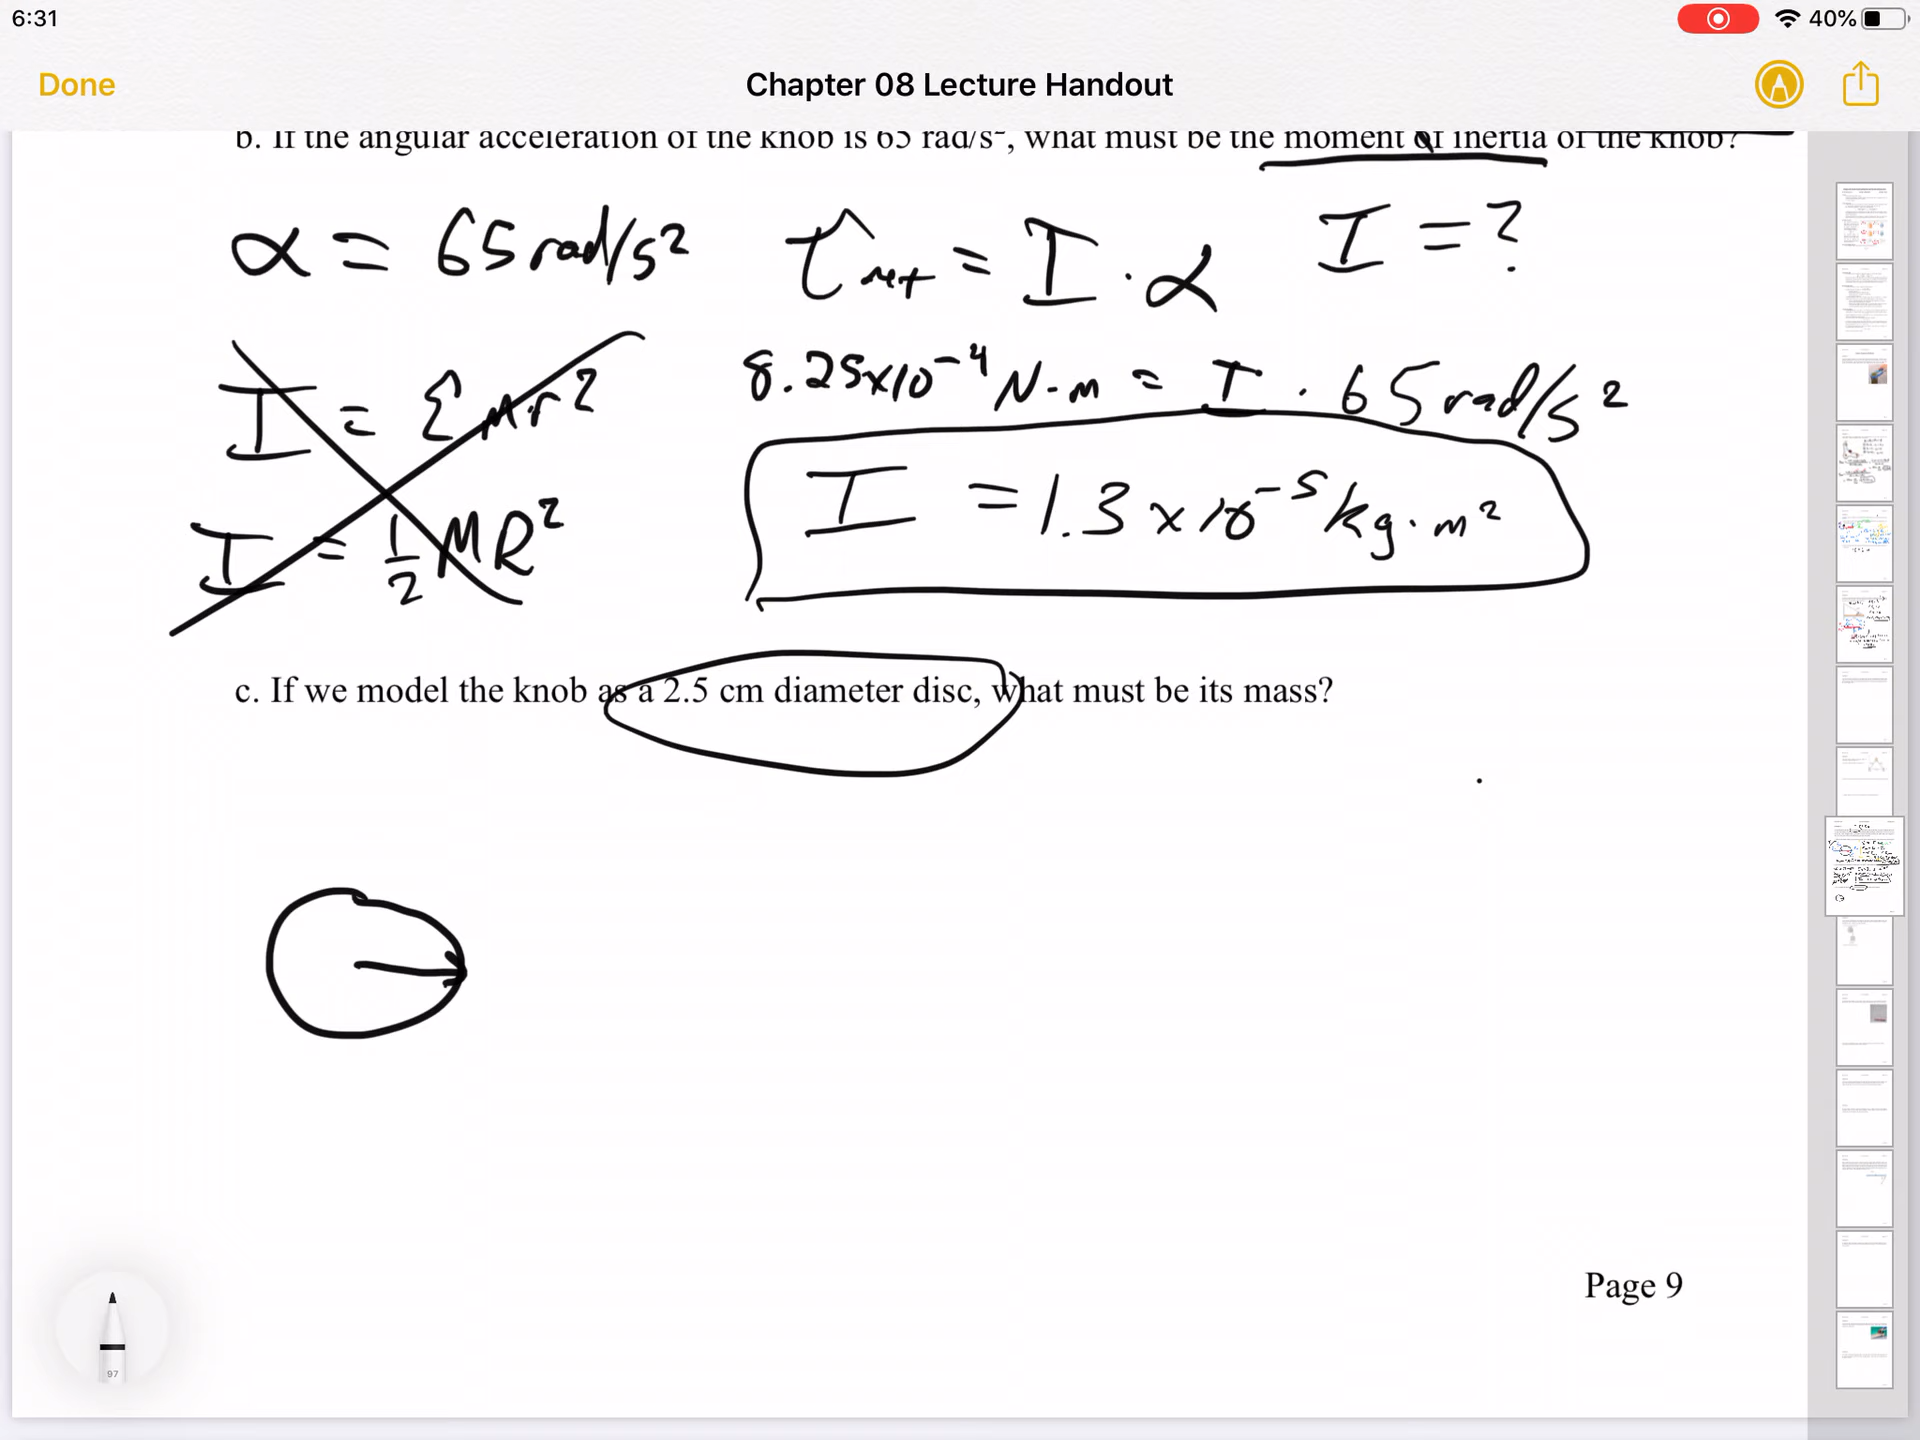 6:31
40%
Done
Chapter 08 Lecture Handout
b. If the angular acceleration of the knob is 65 rad/s², what must be the moment of inertia of the knob?
α = 65 rad/s²
τnet = I · α
I = ?
I = Σmr²
8.25x10⁻⁴ N-m = I · 65 rad/s²
I = ½MR²
I = 1.3 x 10⁻⁵ kg·m²
c. If we model the knob as a 2.5 cm diameter disc, what must be its mass?
Page 9
97